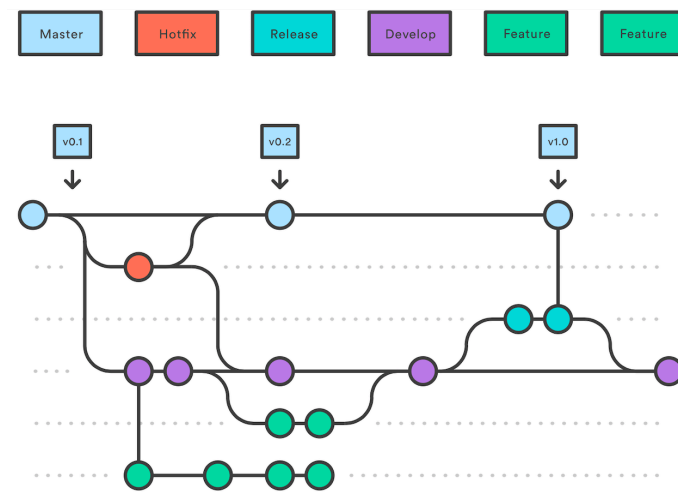 Master
Hotfix
Release
Develop
Feature
Feature
v0.1
v0.2
v1.0